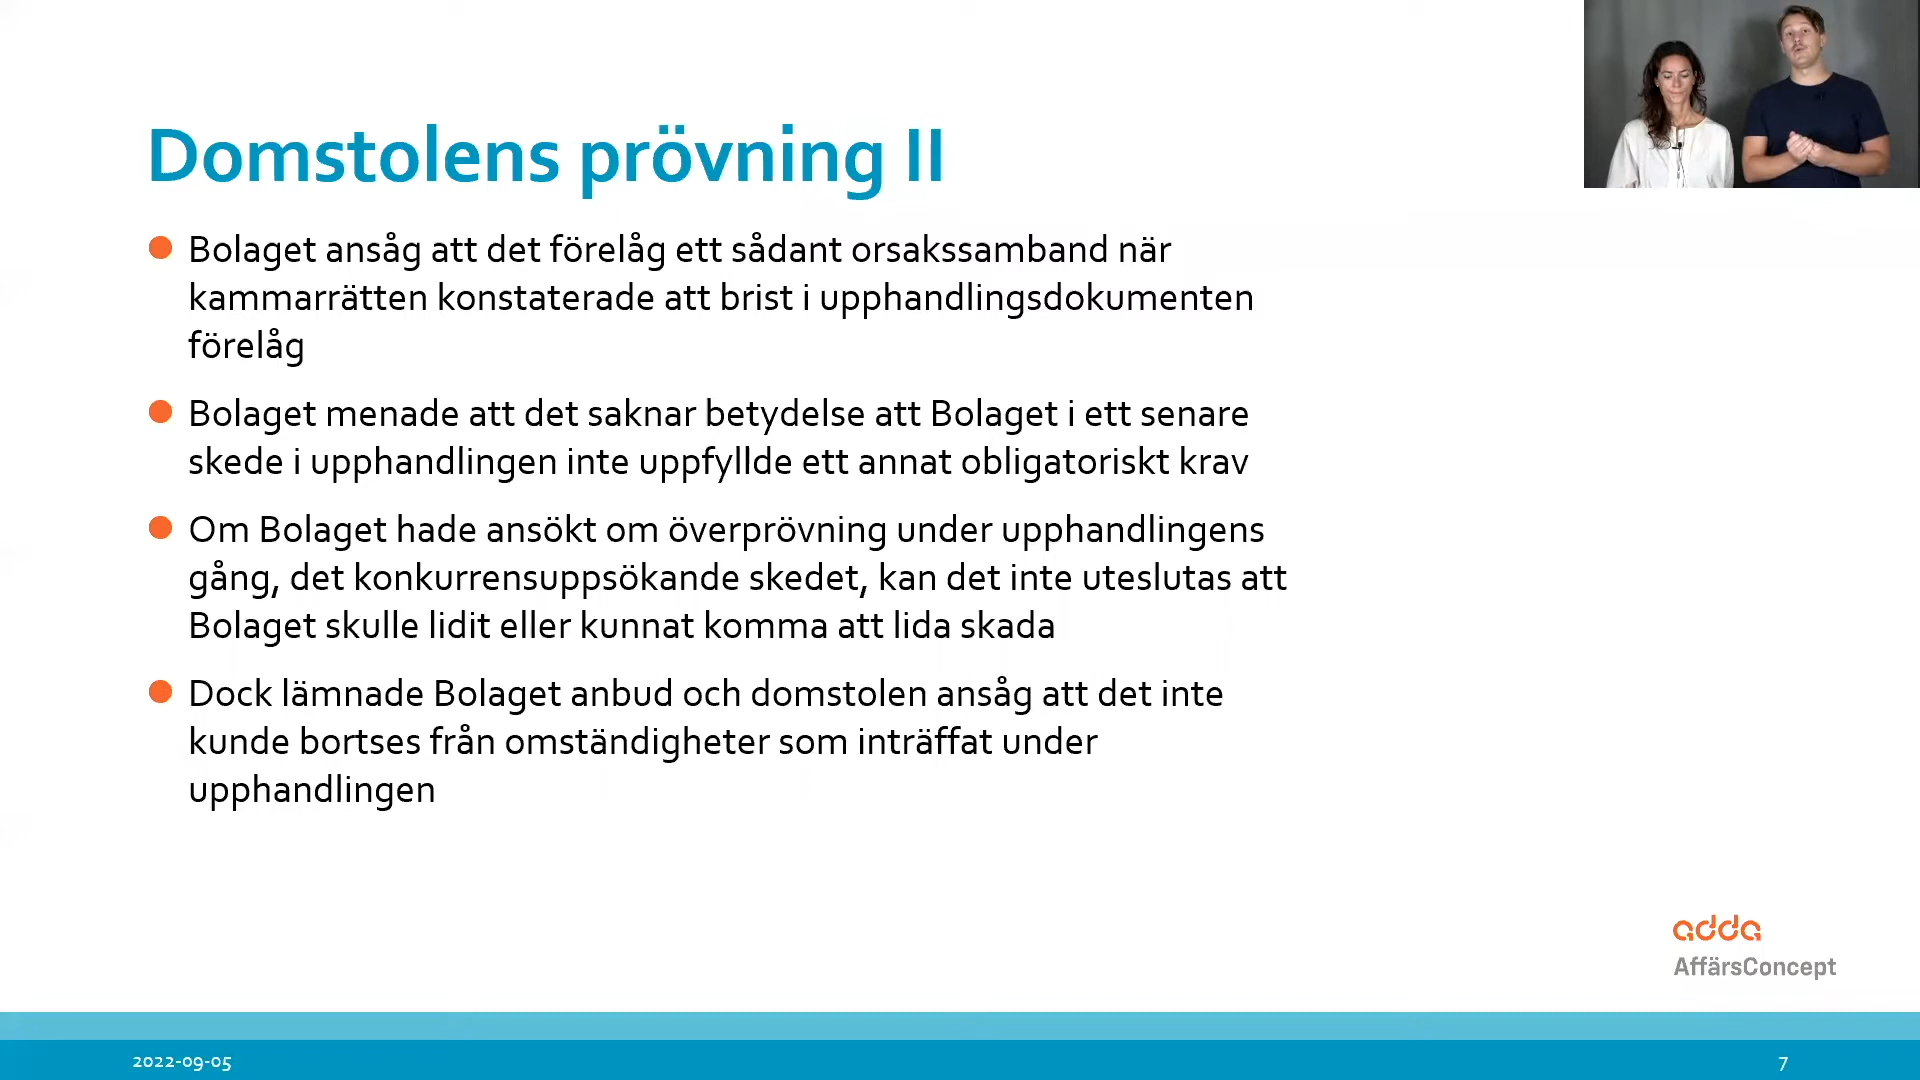 Domstolens prövning II
Bolaget ansåg att det förelåg ett sådant orsakssamband när
kammarrätten konstaterade att brist i upphandlingsdokumenten
förelåg
Bolaget menade att det saknar betydelse att Bolaget i ett senare
skede i upphandlingen inte uppfyllde ett annat obligatoriskt krav
Om Bolaget hade ansökt om överprövning under upphandlingens
gång, det konkurrensuppsökande skedet, kan det inte uteslutas att
Bolaget skulle lidit eller kunnat komma att lida skada
Dock lämnade Bolaget anbud och domstolen ansåg att det inte
kunde bortses från omständigheter som inträffat under
upphandlingen
adda
AffärsConcept
2022-09-05
7